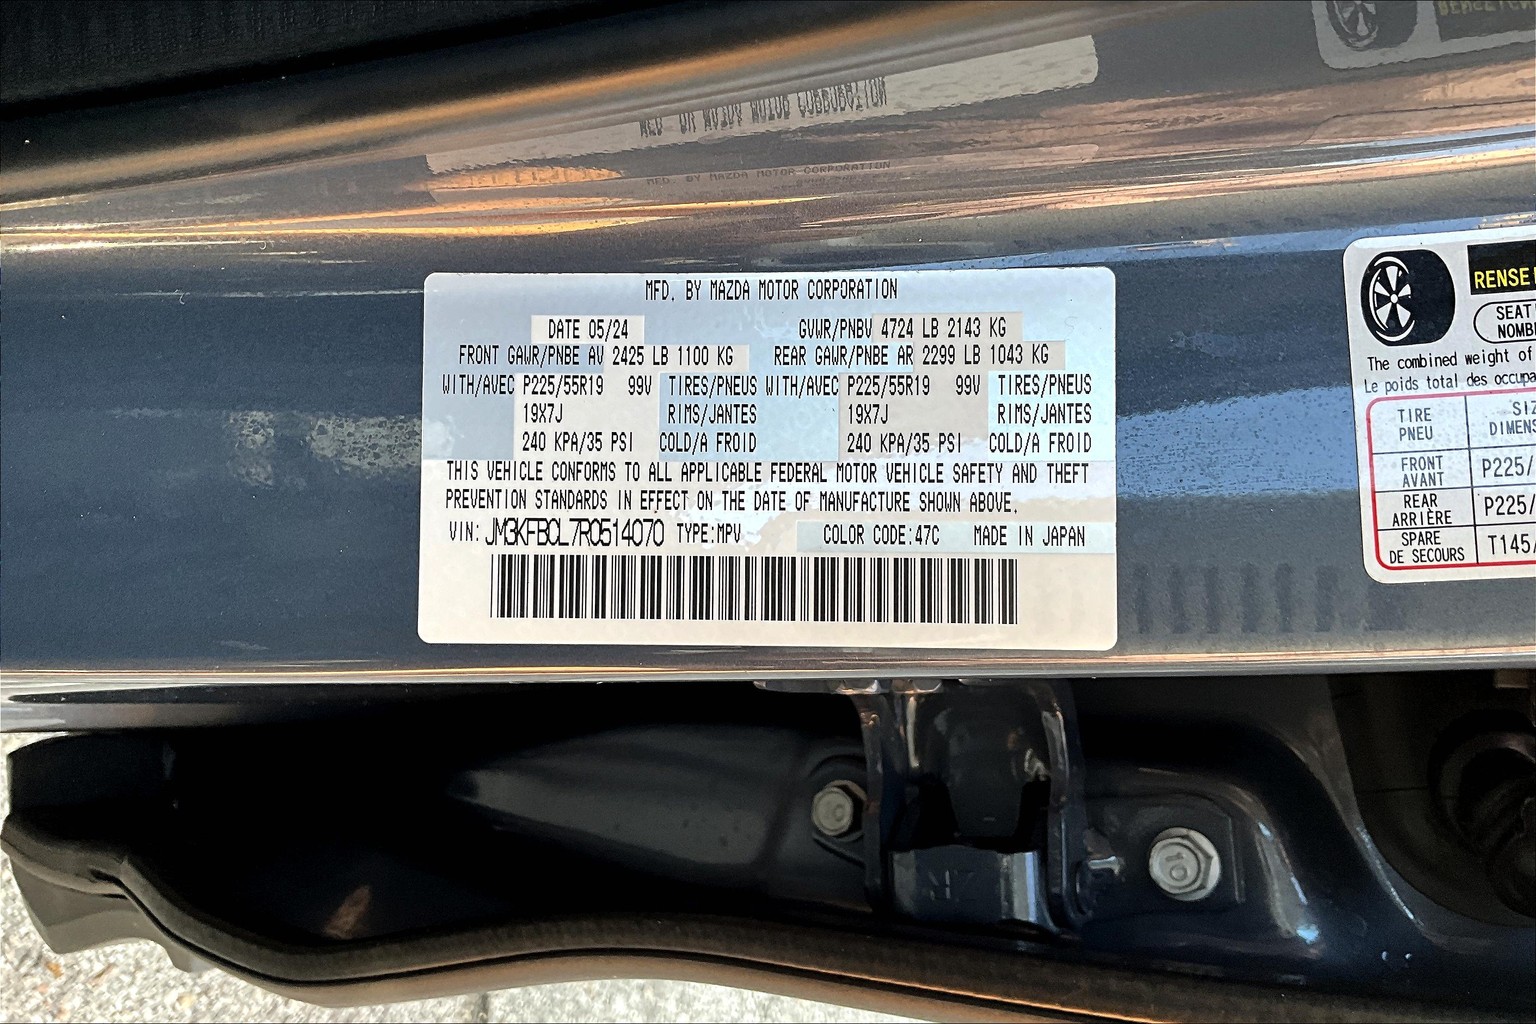 MFD. BY MAZDA MOTOR CORPORATION
DATE 05/24 GVWR/PNBV 4724 LB 2143 KG
FRONT GAWR/PNBE AV 2425 LB 1100 KG REAR GAWR/PNBE AR 2299 LB 1043 KG
WITH/AVEC P225/55R19 99V TIRES/PNEUS WITH/AVEC P225/55R19 99V TIRES/PNEUS
19X7J RIMS/JANTES 19X7J RIMS/JANTES
240 KPA/35 PSI COLD/A FROID 240 KPA/35 PSI COLD/A FROID
THIS VEHICLE CONFORMS TO ALL APPLICABLE FEDERAL MOTOR VEHICLE SAFETY AND THEFT
PREVENTION STANDARDS IN EFFECT ON THE DATE OF MANUFACTURE SHOWN ABOVE.
VIN: JM3KFBCL7R0514070 TYPE:MPV COLOR CODE:47C MADE IN JAPAN
RENSE
SEAT
NOMB
The combined weight of
Le poids total des occupa
TIRE SIZ
PNEU DIMENS
FRONT
AVANT P225/
REAR
ARRIÈRE P225/
SPARE
DE SECOURS T145/
10